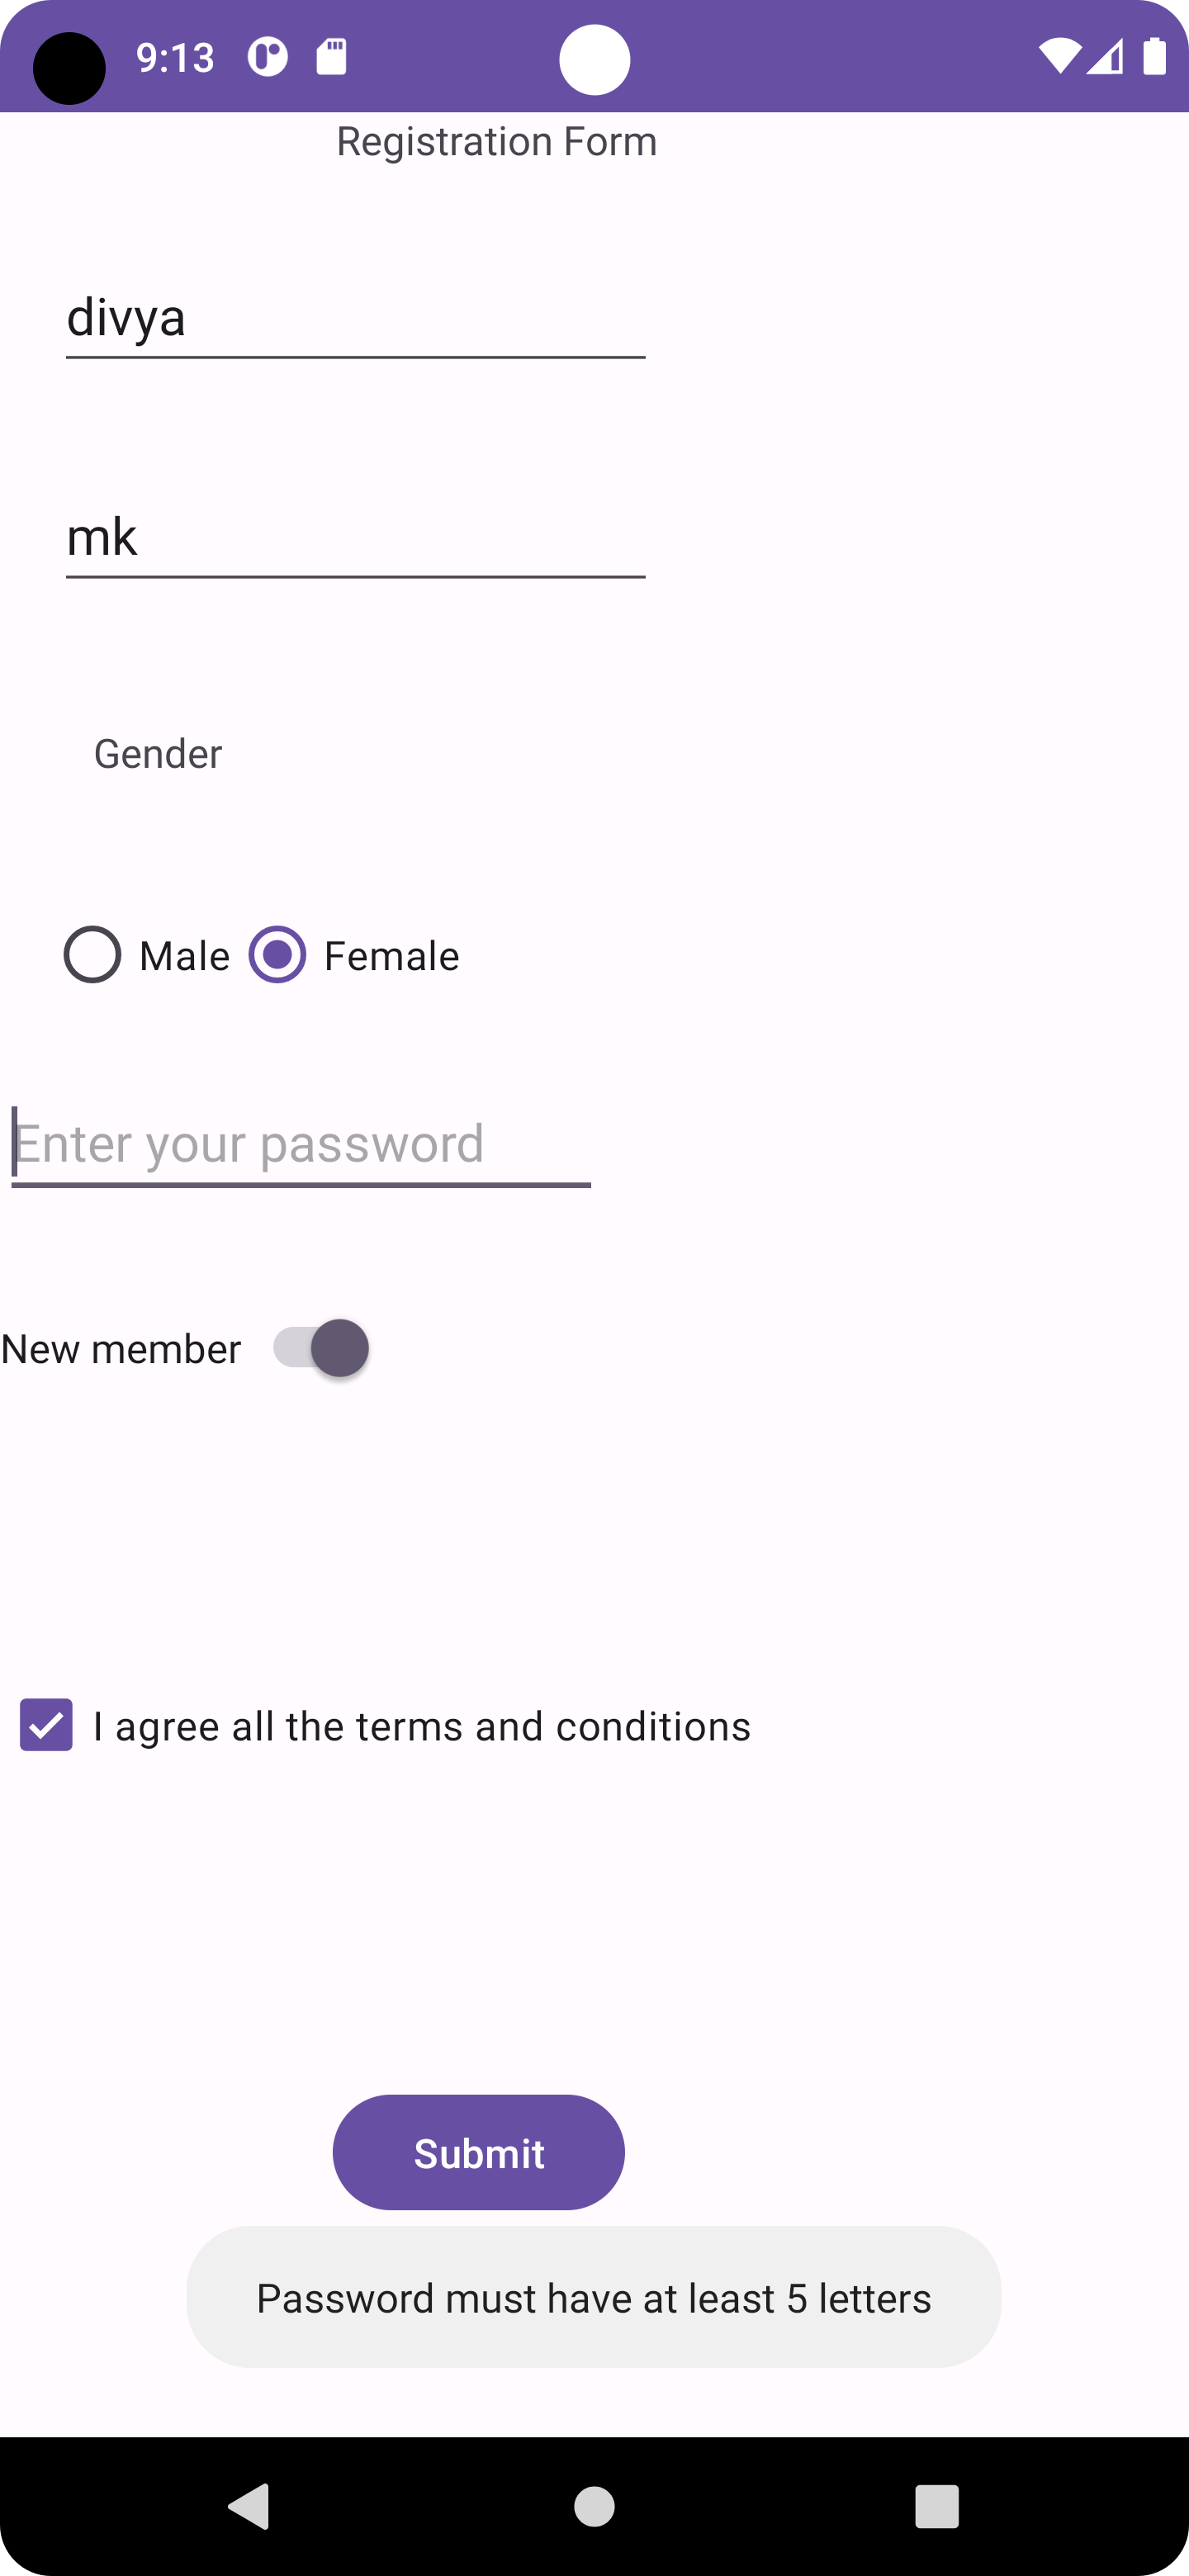 9:13
Registration Form
divya
mk
Gender
Male Female
Enter your password
New member
I agree all the terms and conditions
Submit
Password must have at least 5 letters